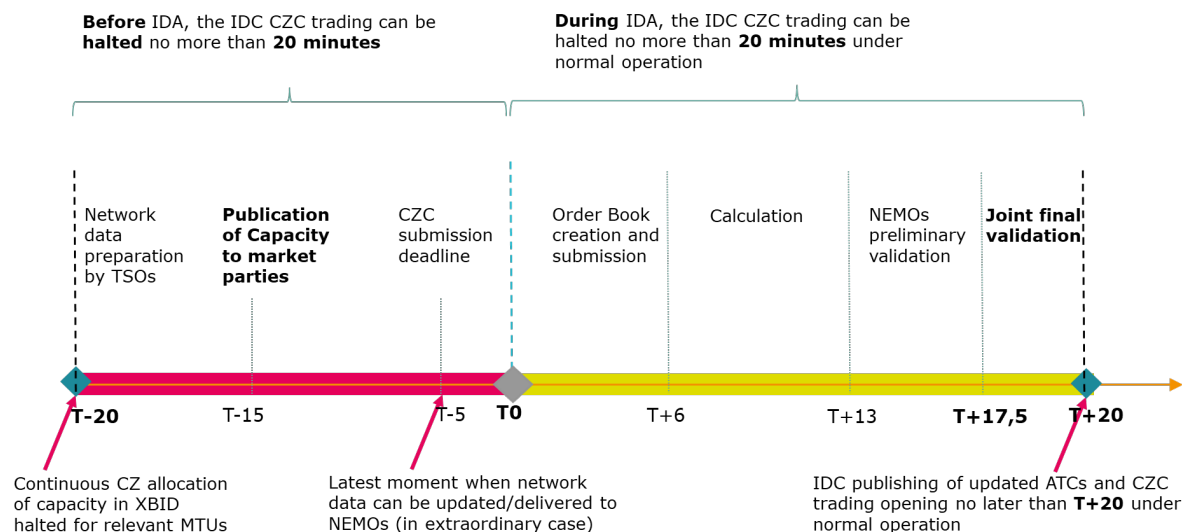 Before IDA, the IDC CZC trading can be
halted no more than 20 minutes
During IDA, the IDC CZC trading can be
halted no more than 20 minutes under
normal operation
Network
data
preparation
by TSOs
Publication
of Capacity
to market
parties
CZC
submission
deadline
Order Book
creation and
submission
Calculation
NEMOs
preliminary
validation
Joint final
validation
T-20
T-15
T-5
T0
T+6
T+13
T+17,5
T+20
Continuous CZ allocation
of capacity in XBID
halted for relevant MTUs
Latest moment when network
data can be updated/delivered to
NEMOs (in extraordinary case)
IDC publishing of updated ATCs and CZC
trading opening no later than T+20 under
normal operation